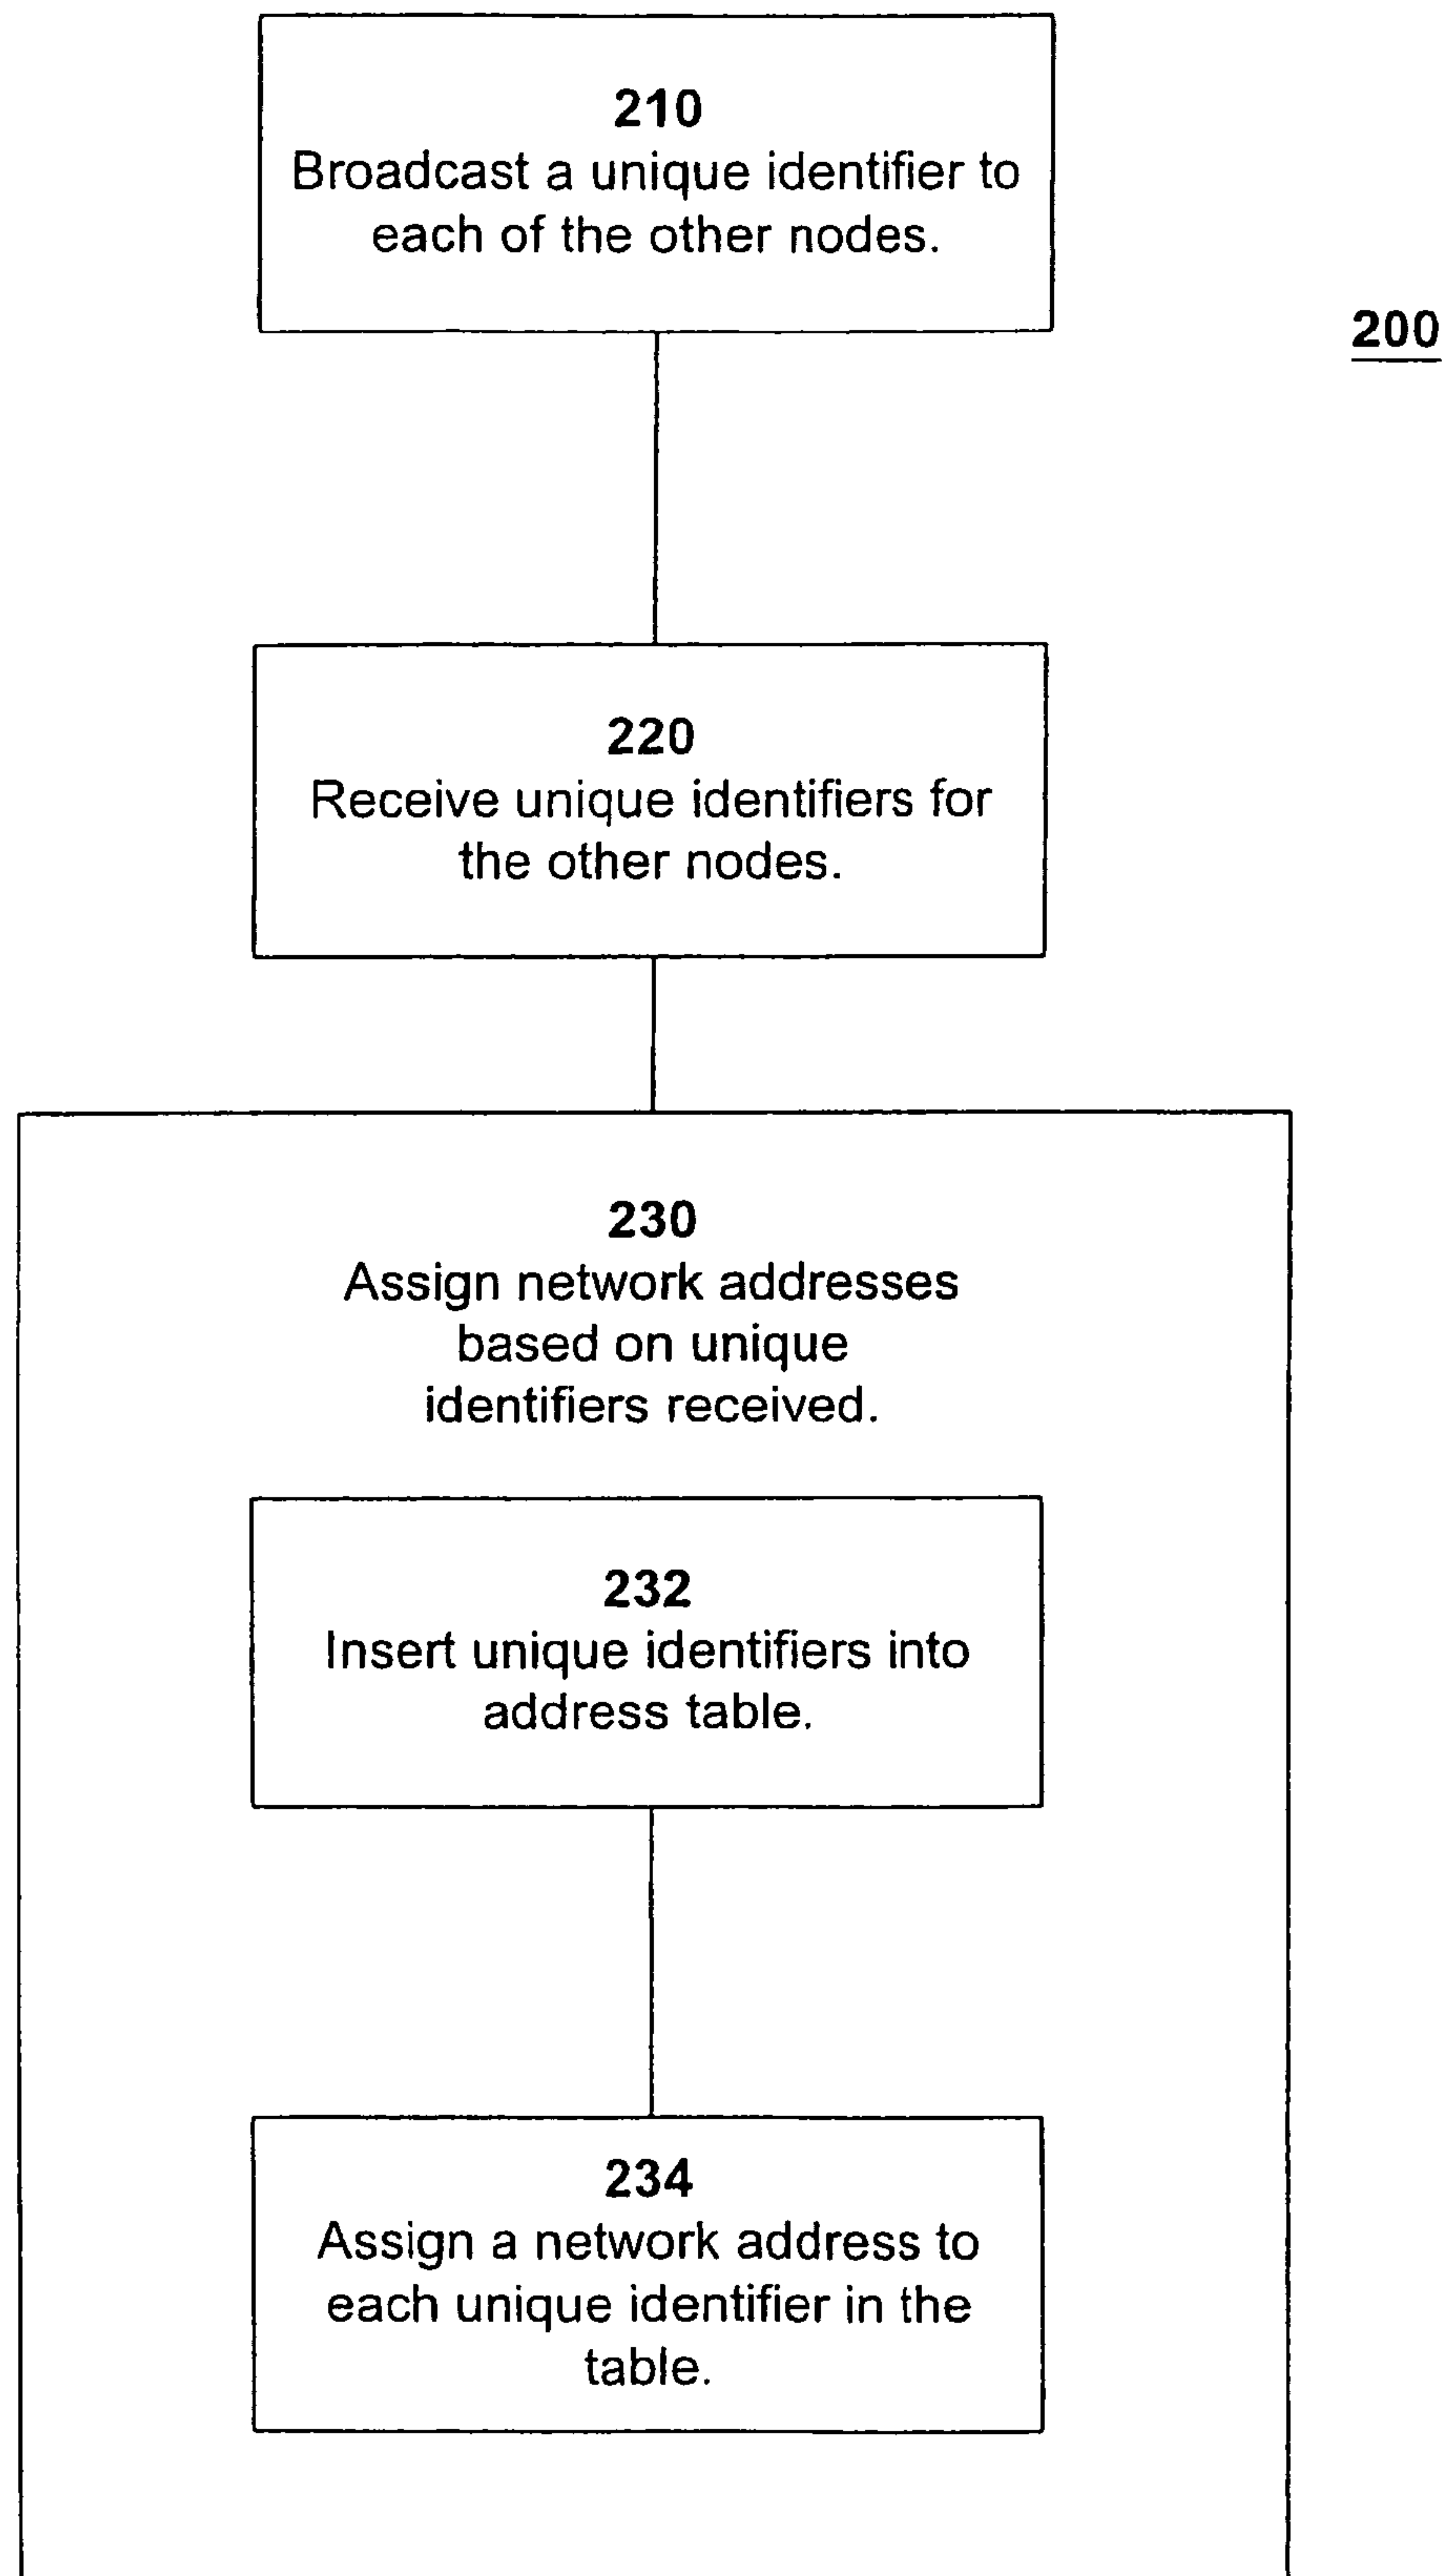 210
Broadcast a unique identifier to
each of the other nodes.
200
220
Receive unique identifiers for
the other nodes.
230
Assign network addresses
based on unique
identifiers received.
232
Insert unique identifiers into
address table.
234
Assign a network address to
each unique identifier in the
table.